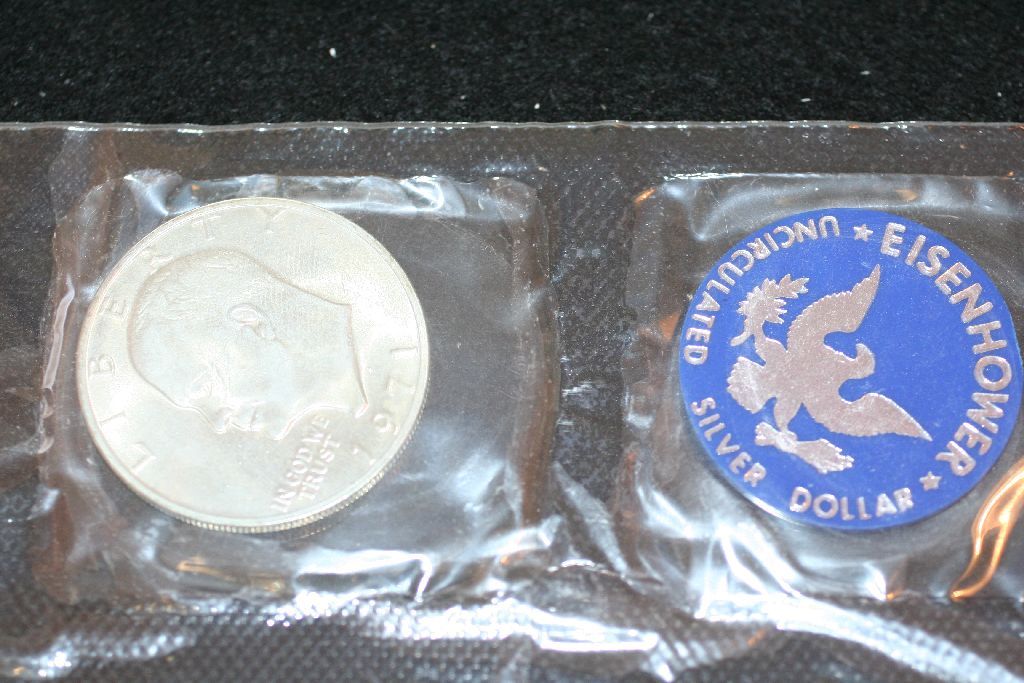 LIBERTY
IN GOD WE
TRUST
1971
EISENHOWER
UNCIRCULATED SILVER DOLLAR